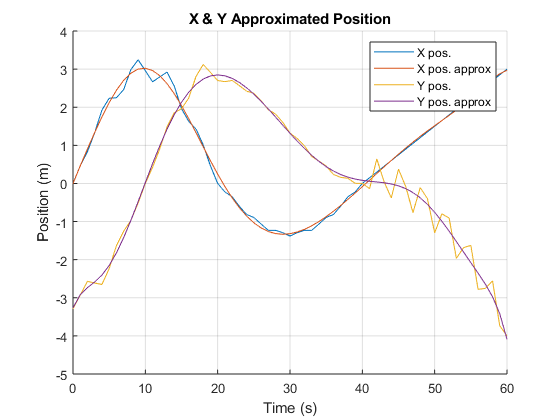 X & Y Approximated Position
X pos.
X pos. approx
Y pos.
Y pos. approx
4
3
2
1
0
-1
-2
-3
-4
-5
Position (m)
0 10 20 30 40 50 60
Time (s)